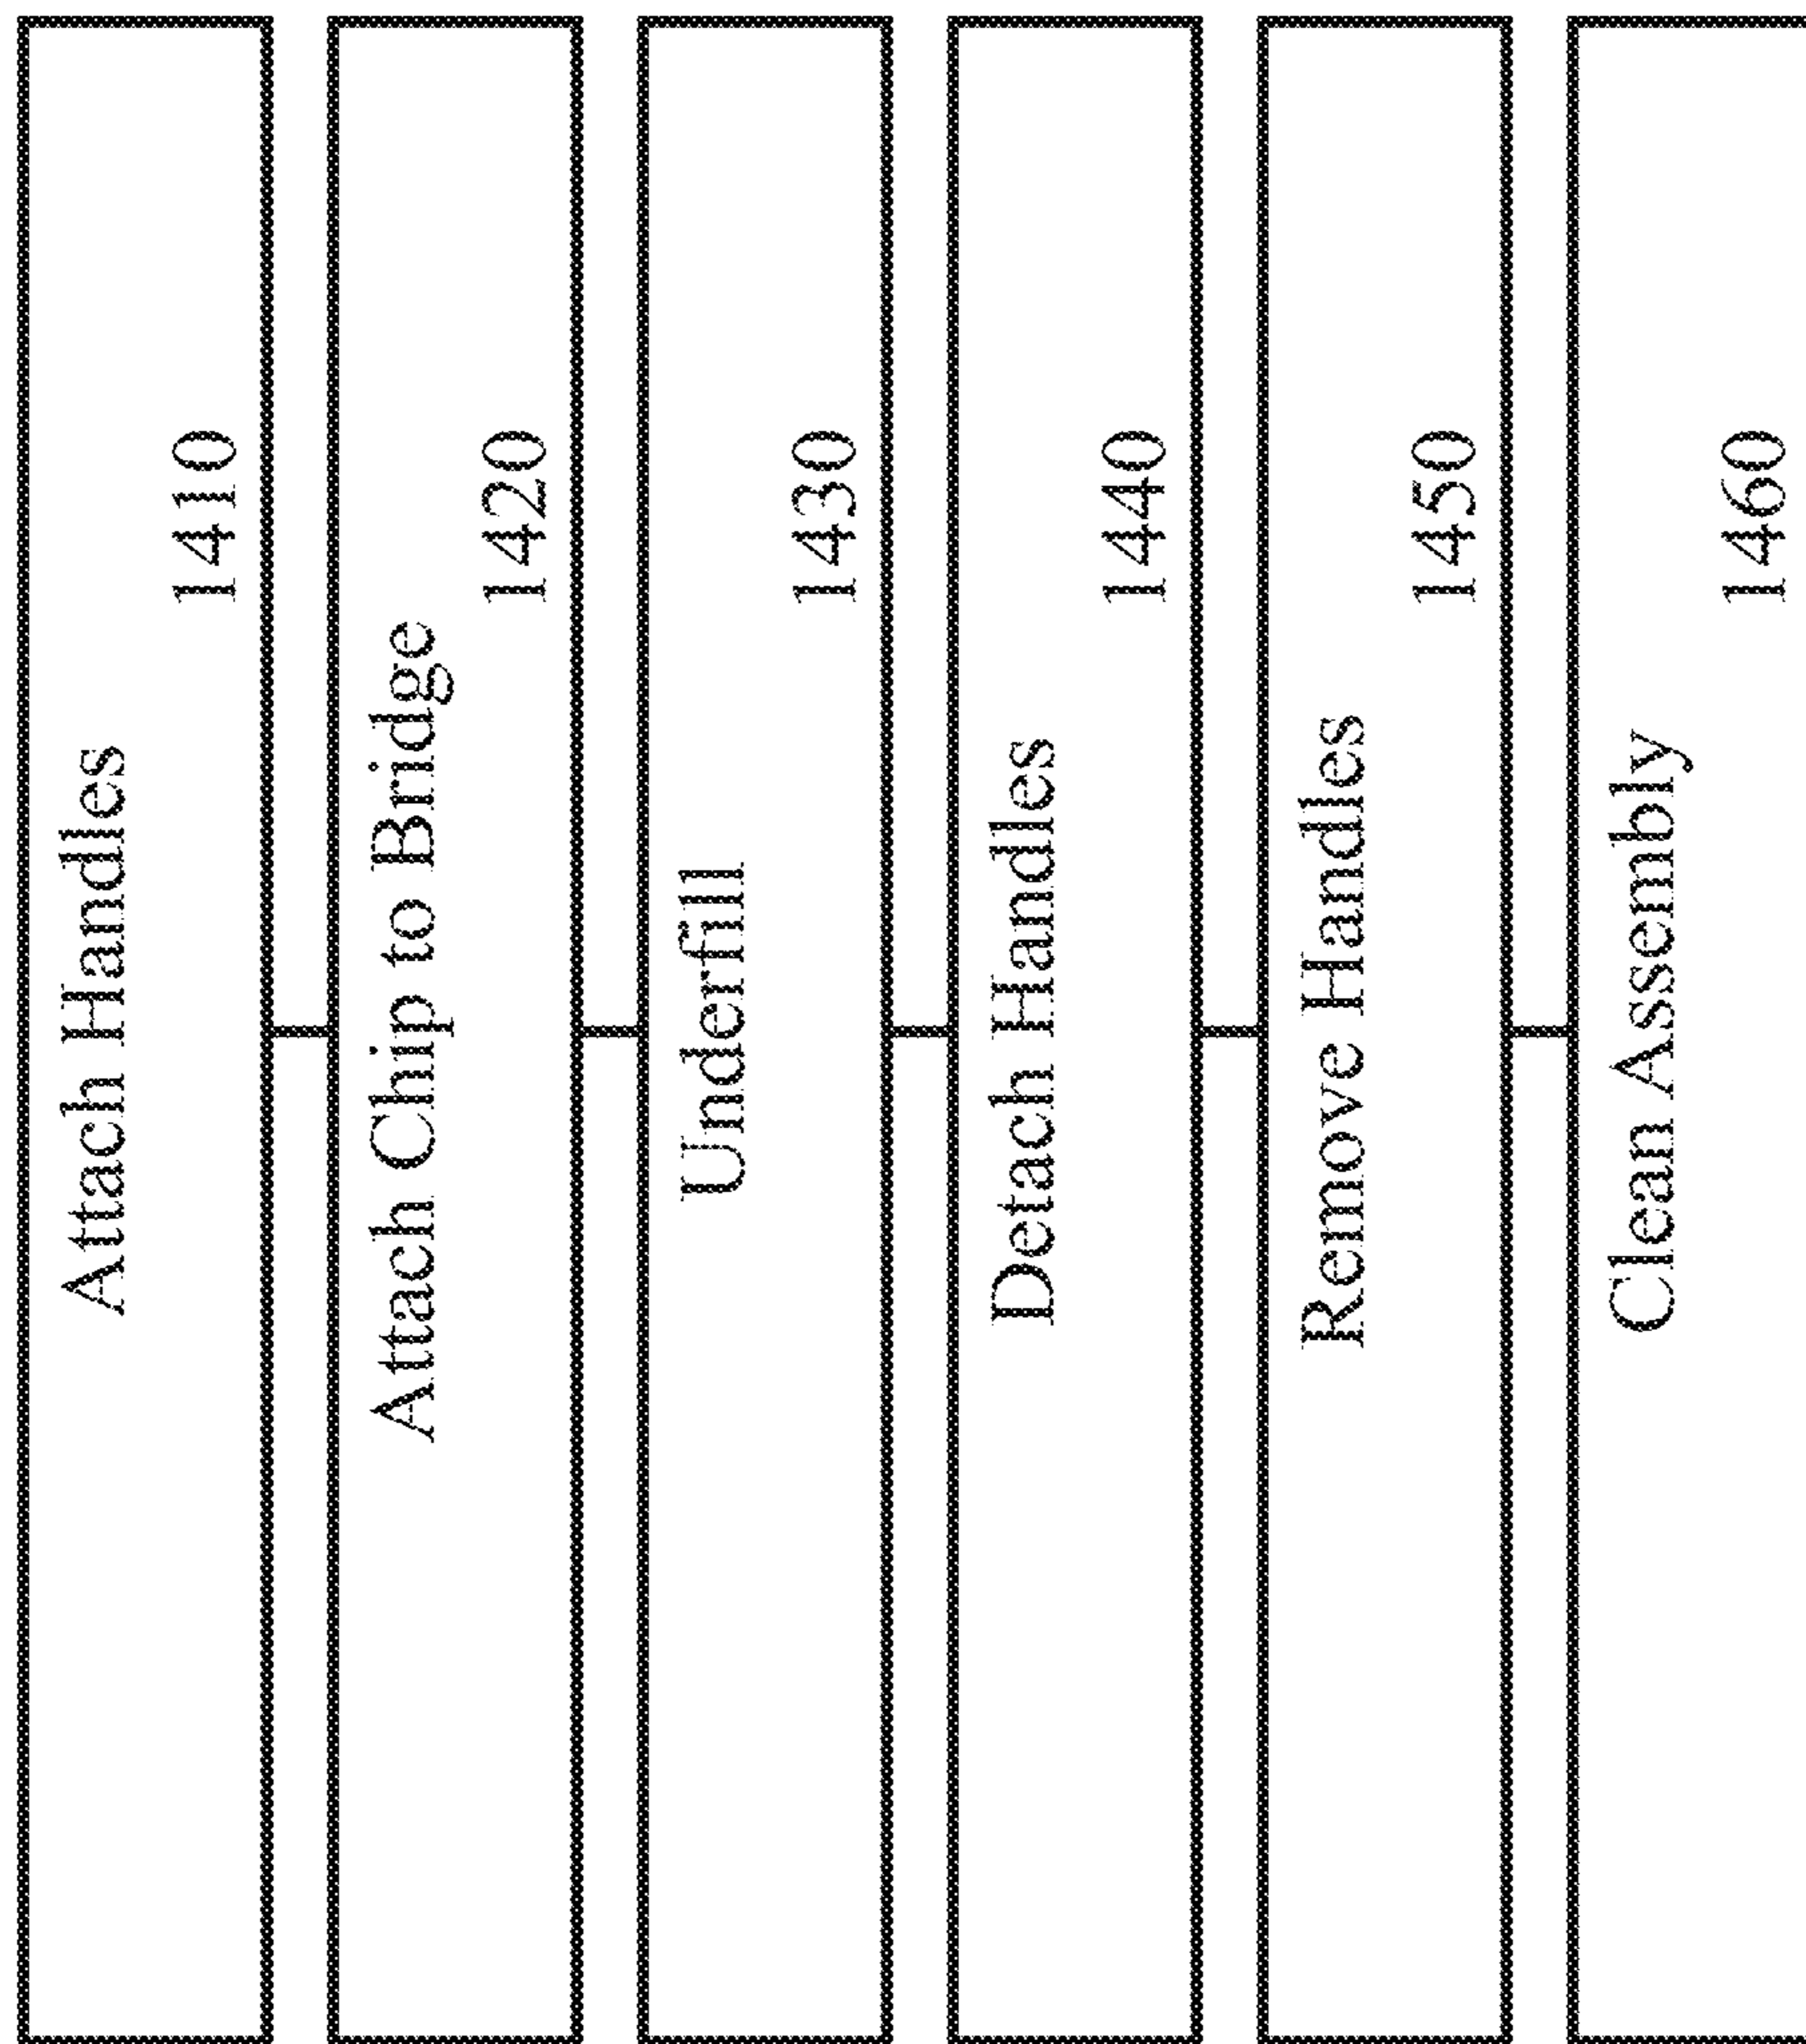 Attach Handles
1410
Attach Chip to Bridge
1420
Underfill
1430
Detach Handles
1440
Remove Handles
1450
Clean Assembly
1460